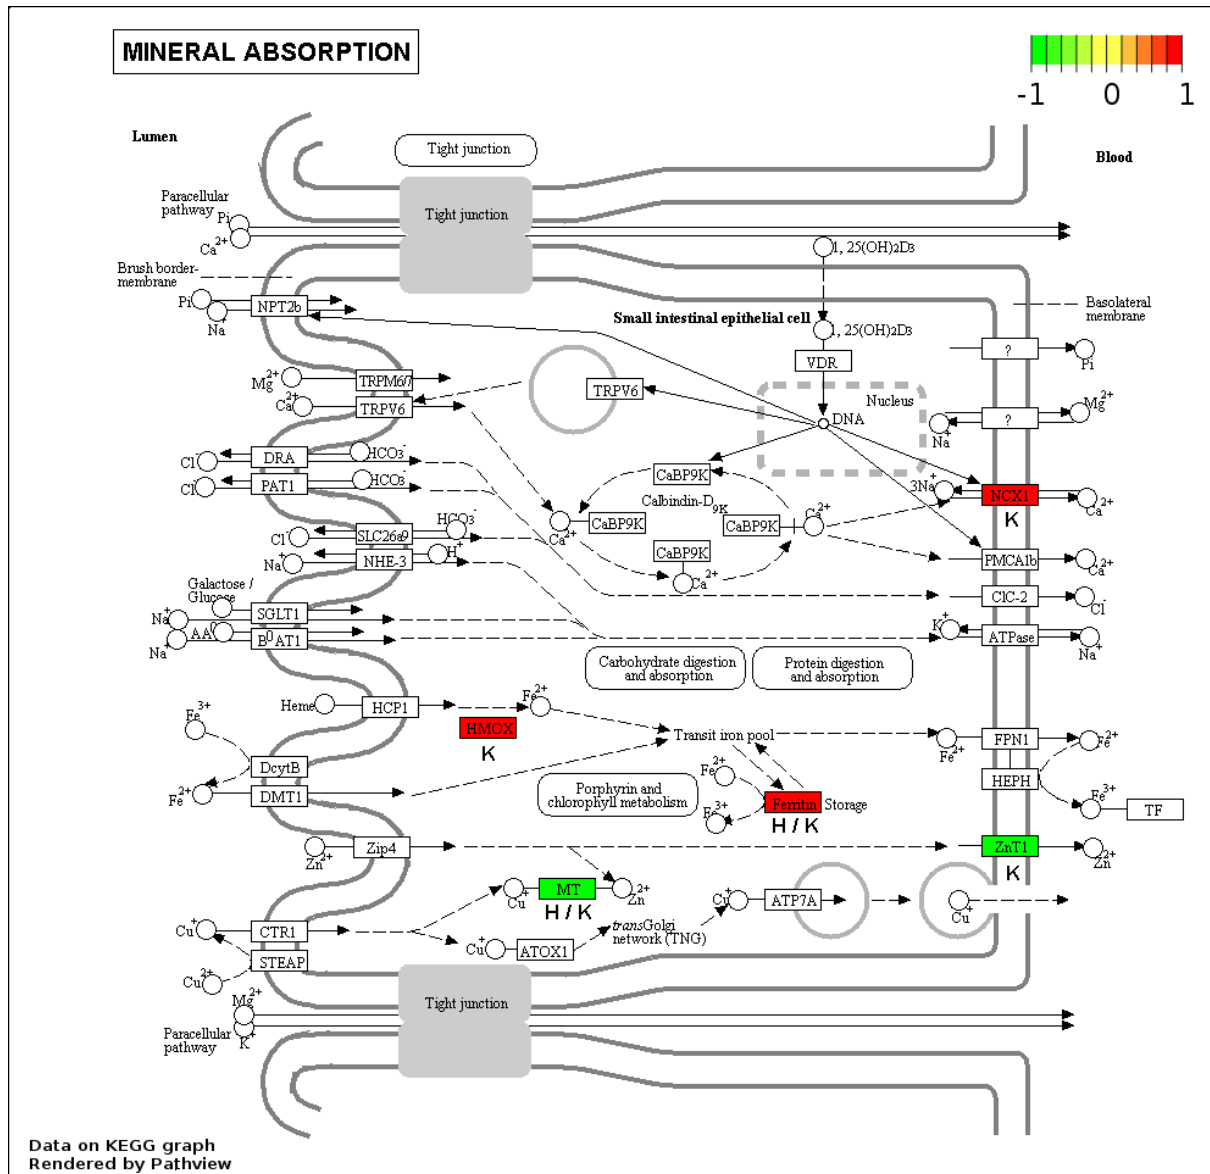 MINERAL ABSORPTION
-1 0 1
Lumen
Tight junction
Blood
Paracellular
pathway
Pi
Ca2+
Tight junction
1, 25(OH)2D3
Brush border-
membrane
Pi
Na+
NPT2b
Small intestinal epithelial cell
1, 25(OH)2D3
Basolateral
membrane
VDR
?
Pi
Mg2+
TRPM6/7
Ca2+
TRPV6
TRPV6
Nucleus
DNA
?
Mg2+
Na+
Cl-
DRA
HCO3-
Cl-
PAT1
HCO3-
CaBP9K
Calbindin-D9K
3Na+
NCX1
Ca2+
K
Ca2+
CaBP9K
CaBP9K
Ca2+
Cl-
SLC26a9
HCO3-
Na+
NHE-3
H+
CaBP9K
Ca2+
PMCA1b
Ca2+
Galactose /
Glucose
Na+
SGLT1
ClC-2
Cl-
AA0
Na+
B0AT1
K+
ATPase
Na+
Carbohydrate digestion
and absorption
Protein digestion
and absorption
Heme
HCP1
Fe2+
HMOX
K
Fe3+
Transit iron pool
Fe2+
FPN1
Fe2+
DcytB
HEPH
Fe2+
DMT1
Porphyrin and
chlorophyll metabolism
Fe2+
Fe3+
Ferritin
Storage
H / K
Fe3+
TF
Zn2+
Zip4
ZnT1
Zn2+
K
Cu+
MT
Zn2+
H / K
Cu+
ATP7A
Cu+
Cu+
CTR1
transGolgi
network (TNG)
Cu+
ATOX1
STEAP
Cu2+
Mg2+
Tight junction
Paracellular
pathway
K+
Data on KEGG graph
Rendered by Pathview